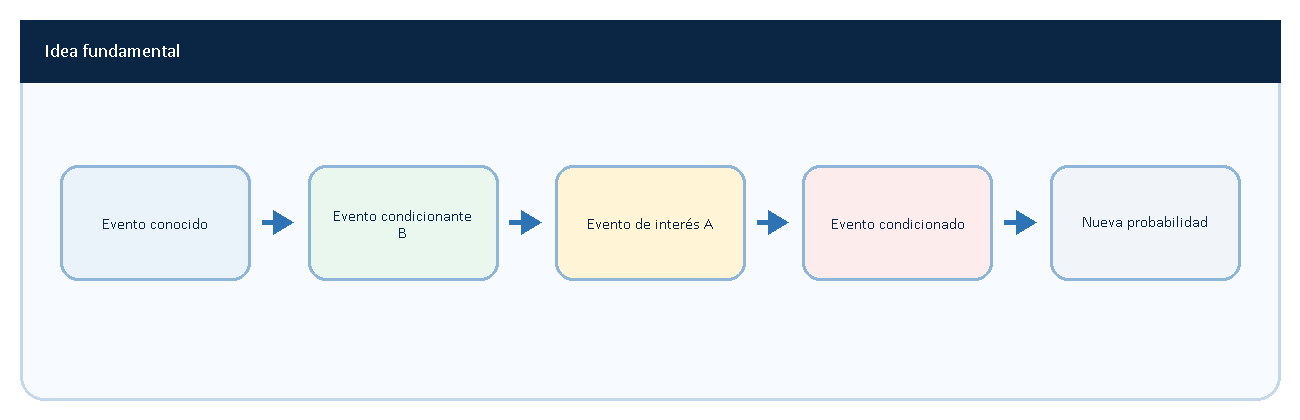 Idea fundamental
Evento conocido
Evento condicionante
B
Evento de interés A
Evento condicionado
Nueva probabilidad